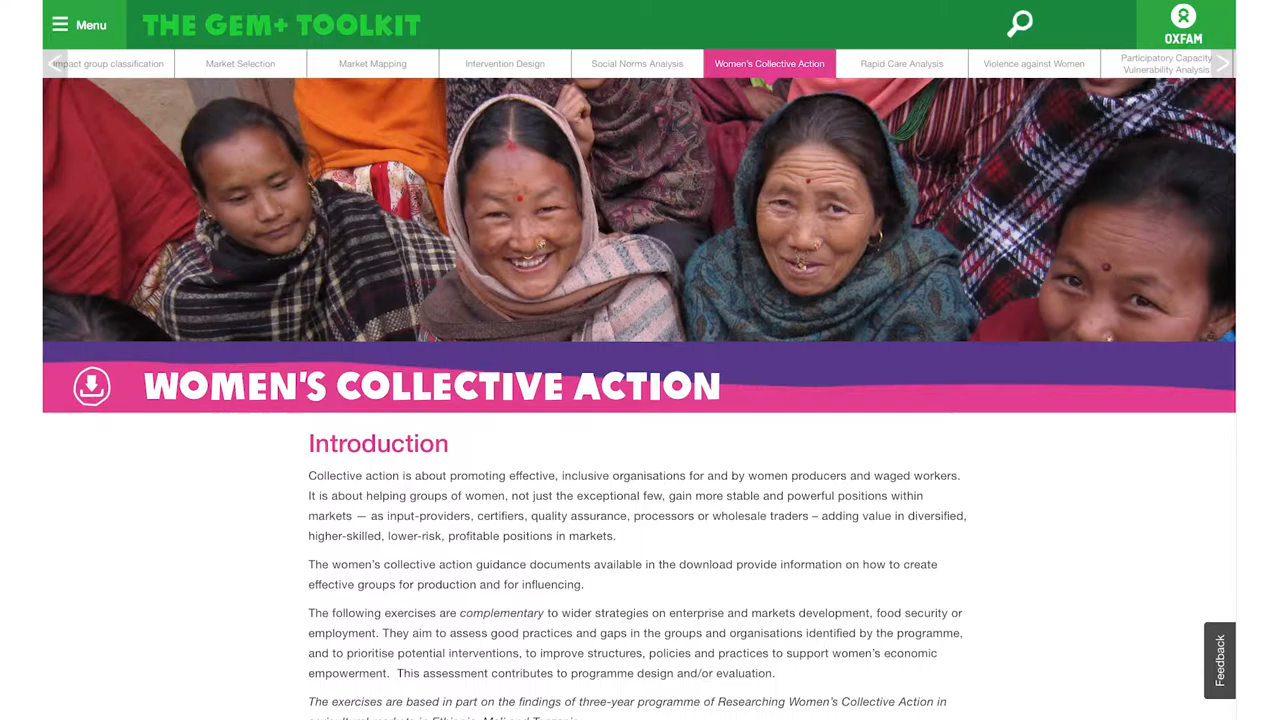 Menu
THE GEM+ TOOLKIT
OXFAM
Impact group classification
Market Selection
Market Mapping
Intervention Design
Social Norms Analysis
Women's Collective Action
Rapid Care Analysis
Violence against Women
Participatory Capacity
Vulnerability Analysis
WOMEN'S COLLECTIVE ACTION
Introduction
Collective action is about promoting effective, inclusive organisations for and by women producers and waged workers.
It is about helping groups of women, not just the exceptional few, gain more stable and powerful positions within
markets — as input-providers, certifiers, quality assurance, processors or wholesale traders – adding value in diversified,
higher-skilled, lower-risk, profitable positions in markets.
The women's collective action guidance documents available in the download provide information on how to create
effective groups for production and for influencing.
The following exercises are complementary to wider strategies on enterprise and markets development, food security or
employment. They aim to assess good practices and gaps in the groups and organisations identified by the programme,
and to prioritise potential interventions, to improve structures, policies and practices to support women's economic
empowerment. This assessment contributes to programme design and/or evaluation.
The exercises are based in part on the findings of three-year programme of Researching Women's Collective Action in
agricultural markets in Ethiopia, Mali and Tanzania.
Feedback